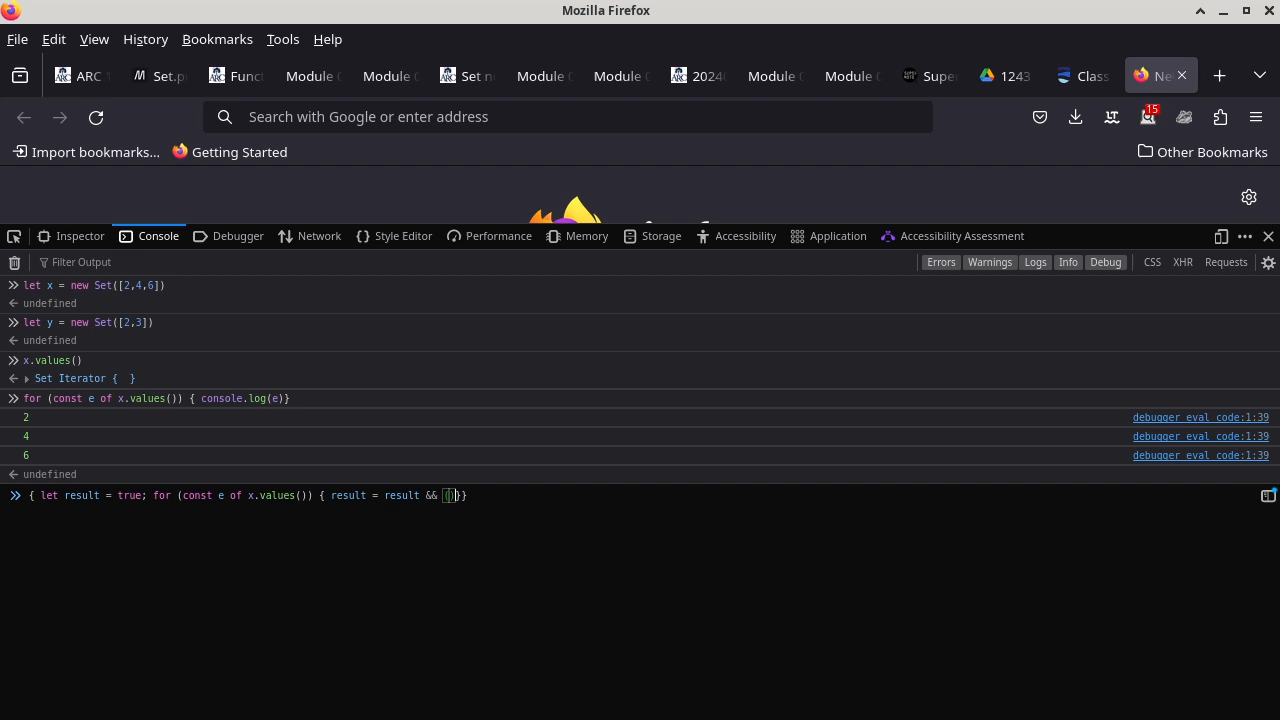 Mozilla Firefox
File Edit View History Bookmarks Tools Help
ARC Set.p Funct Module Module Set n Module Module 2024 Module Module Supe 1243 Class Ne
Search with Google or enter address 15
Import bookmarks... Getting Started Other Bookmarks
Inspector Console Debugger Network Style Editor Performance Memory Storage Accessibility Application Accessibility Assessment
Filter Output Errors Warnings Logs Info Debug CSS XHR Requests
let x = new Set([2,4,6])
undefined
let y = new Set([2,3])
undefined
x.values()
Set Iterator { }
for (const e of x.values()) { console.log(e)}
2 debugger eval code:1:39
4 debugger eval code:1:39
6 debugger eval code:1:39
undefined
{ let result = true; for (const e of x.values()) { result = result && ()}}